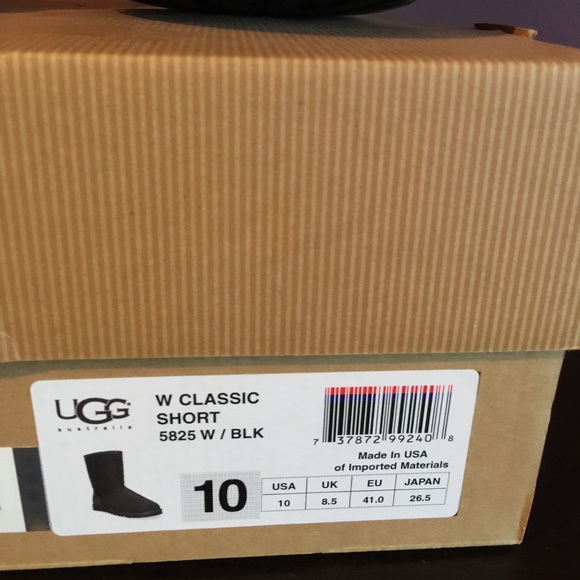 UGG
australia
W CLASSIC
SHORT
5825 W / BLK
7 37872 99240 8
Made In USA
of Imported Materials
10
USA UK EU JAPAN
10 8.5 41.0 26.5